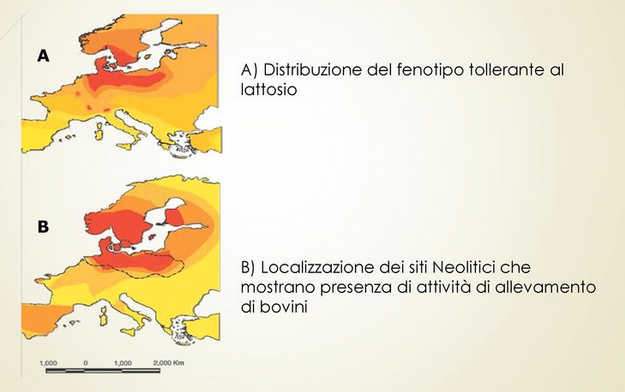 A
A) Distribuzione del fenotipo tollerante al
lattosio
B
B) Localizzazione dei siti Neolitici che
mostrano presenza di attività di allevamento
di bovini
1,000 0 1,000 2,000 Km